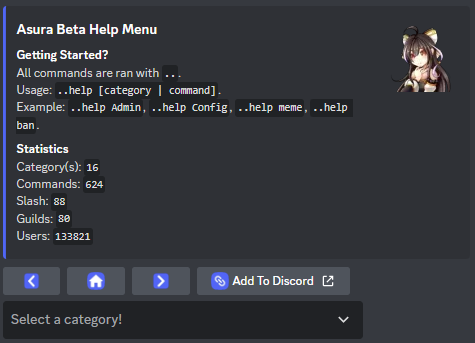 Asura Beta Help Menu
Getting Started?
All commands are ran with ...
Usage: ..help [category | command].
Example: ..help Admin, ..help Config, ..help meme, ..help
ban.
Statistics
Category(s): 16
Commands: 624
Slash: 88
Guilds: 80
Users: 133821
Add To Discord
Select a category!